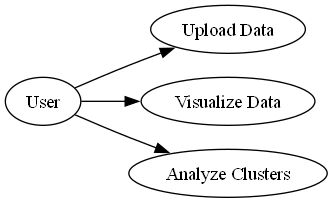 Upload Data
User
Visualize Data
Analyze Clusters